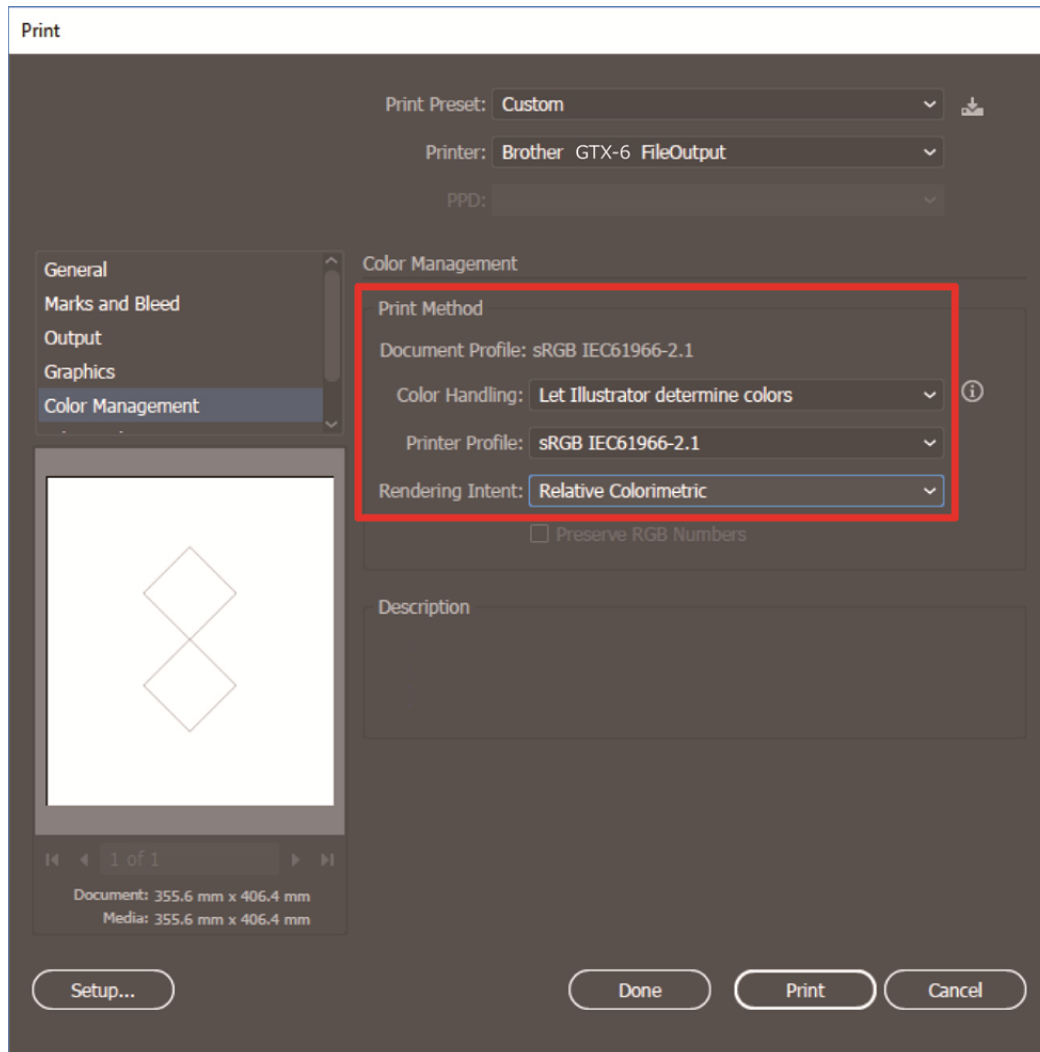 Print
Print Preset: Custom
Printer: Brother GTX-6 FileOutput
PPD:
General
Marks and Bleed
Output
Graphics
Color Management
Color Management
Print Method
Document Profile: sRGB IEC61966-2.1
Color Handling: Let Illustrator determine colors
Printer Profile: sRGB IEC61966-2.1
Rendering Intent: Relative Colorimetric
Preserve RGB Numbers
Description
1 of 1
Document: 355.6 mm x 406.4 mm
Media: 355.6 mm x 406.4 mm
Setup...
Done
Print
Cancel